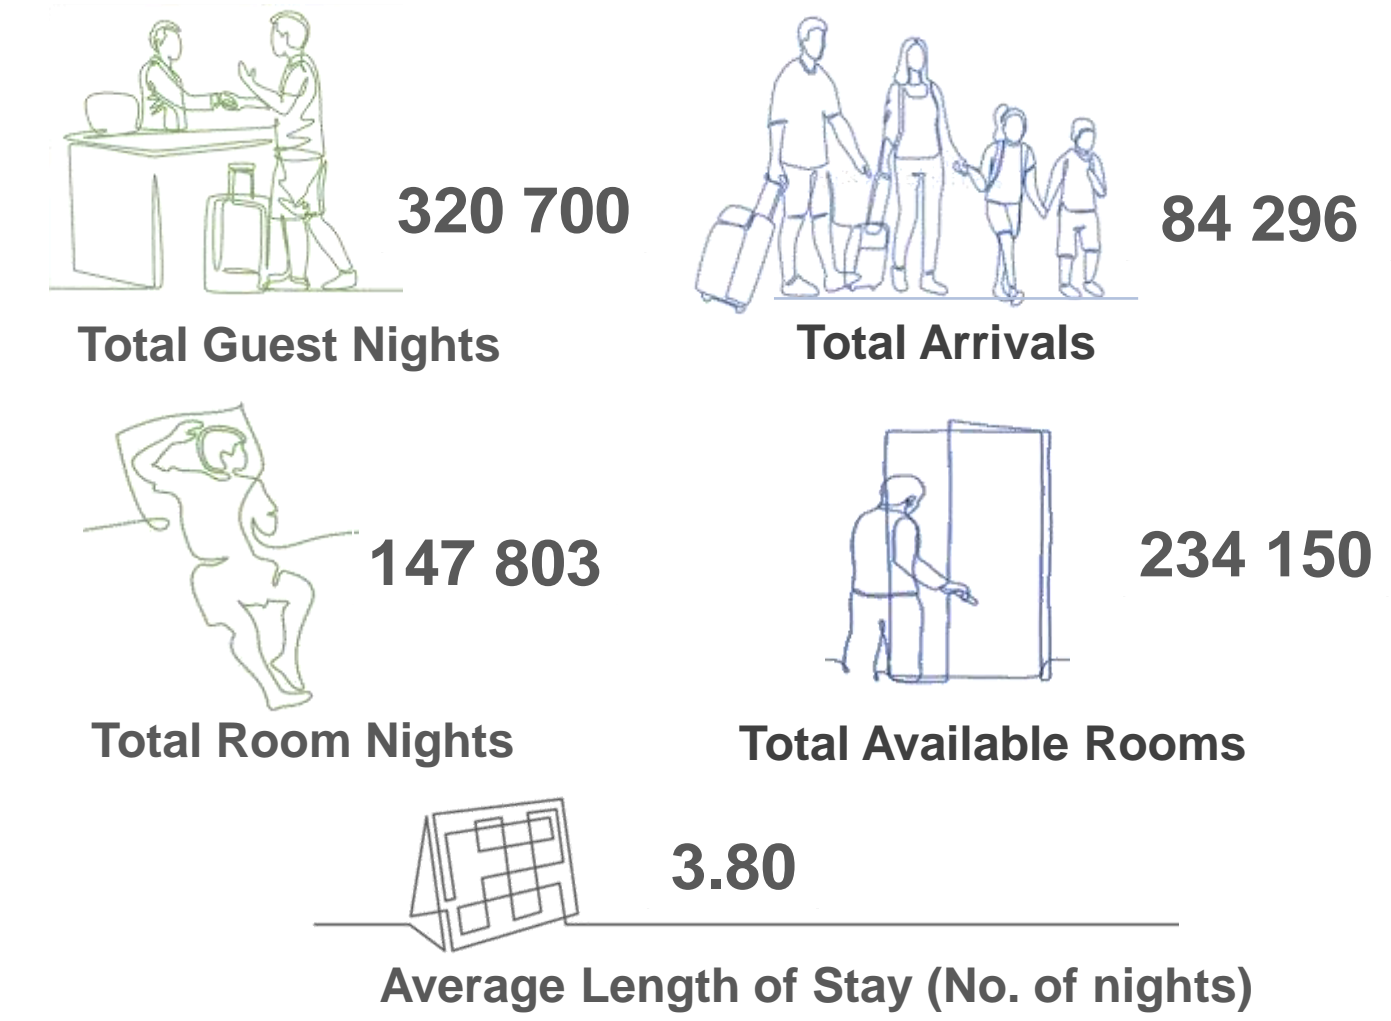 320 700
Total Guest Nights
84 296
Total Arrivals
147 803
Total Room Nights
234 150
Total Available Rooms
3.80
Average Length of Stay (No. of nights)